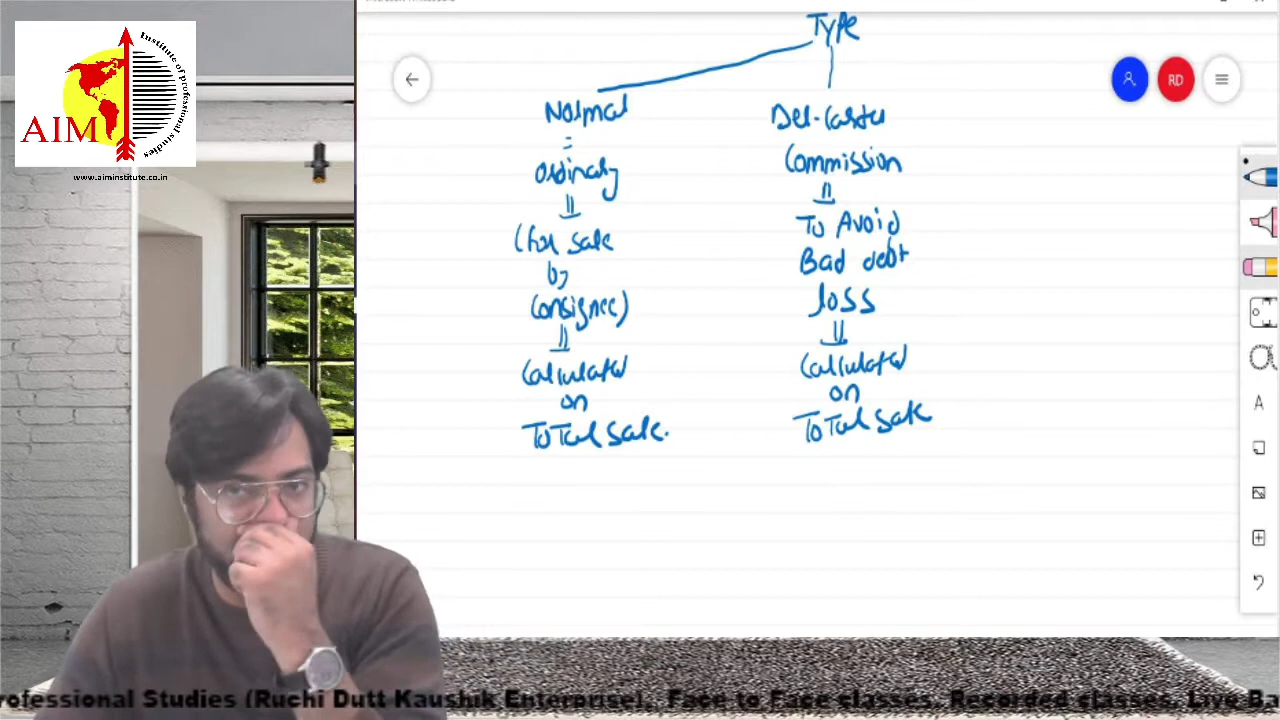 Institute of professional studies
AIM
www.aiminstitute.co.in
Type
Normal
=
ordinary
(for sale
by
Consignee)
Calculated
on
Total Sale.
Del-Caster
Commission
To Avoid
Bad debt
loss
Calculated
on
Total Sale
RD
A
rofessional Studies (Ruchi Dutt Kaushik Enterprise), Face to Face classes, Recorded classes, Live Ba